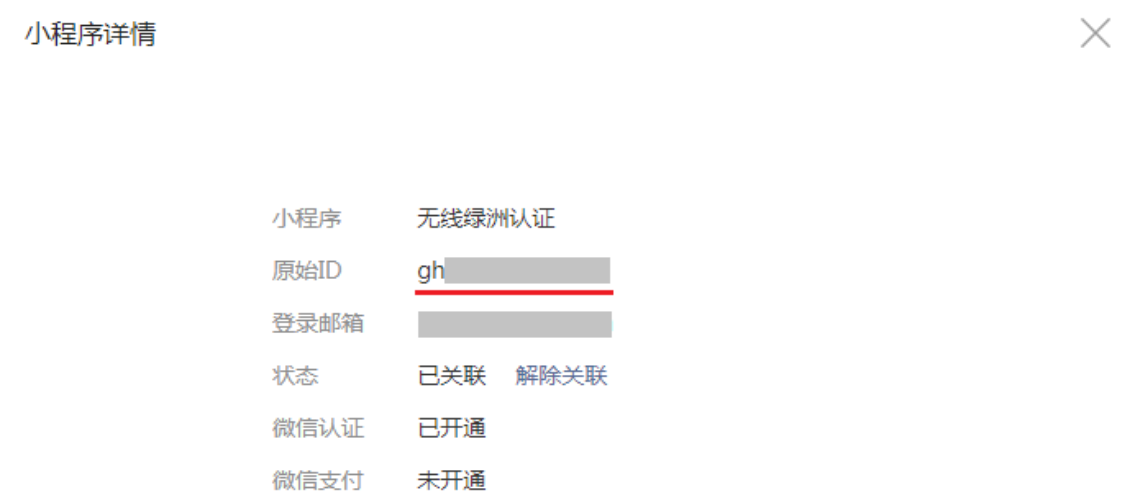 小程序详情
小程序 无线绿洲认证
原始ID gh
登录邮箱
状态 已关联 解除关联
微信认证 已开通
微信支付 未开通